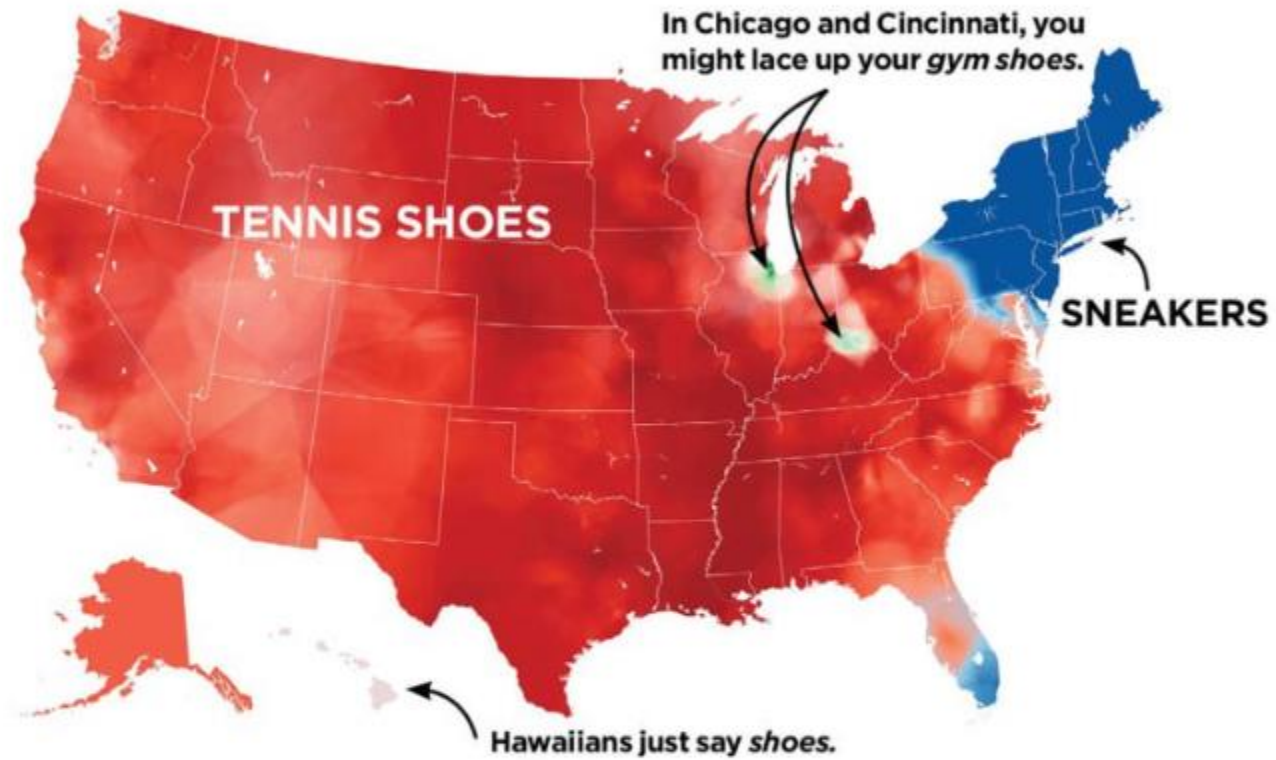 In Chicago and Cincinnati, you
might lace up your gym shoes.
TENNIS SHOES
SNEAKERS
Hawaiians just say shoes.